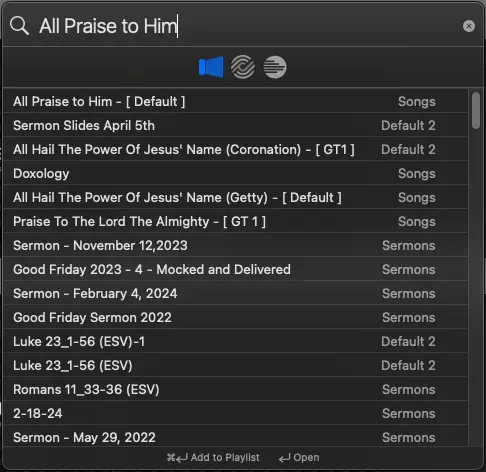 All Praise to Him
All Praise to Him - [ Default ] Songs
Sermon Slides April 5th Default 2
All Hail The Power Of Jesus' Name (Coronation) - [ GT1 ] Songs
Doxology Songs
All Hail The Power Of Jesus' Name (Getty) - [ Default ] Songs
Praise To The Lord The Almighty - [ GT 1 ] Songs
Sermon - November 12,2023 Sermons
Good Friday 2023 - 4 - Mocked and Delivered Sermons
Sermon - February 4, 2024 Sermons
Good Friday Sermon 2022 Sermons
Luke 23_1-56 (ESV)-1 Default 2
Luke 23_1-56 (ESV) Default 2
Romans 11_33-36 (ESV) Sermons
2-18-24 Sermons
Sermon - May 29, 2022 Sermons
⌘↵ Add to Playlist ↵ Open